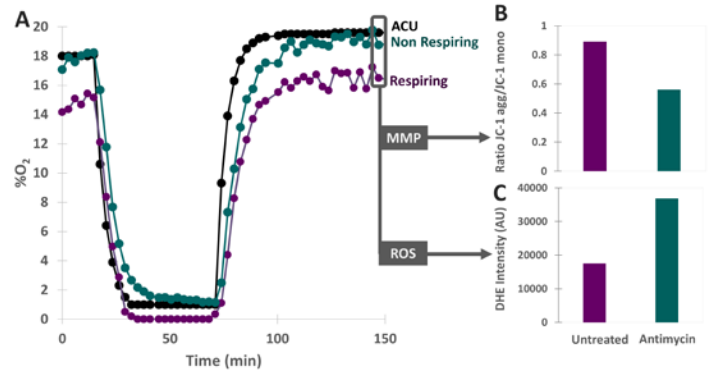 A
20
18
16
14
12
10
8
6
4
2
0
%O2
0
50
100
150
Time (min)
ACU
Non Respiring
Respiring
MMP
ROS
B
1
0.8
0.6
0.4
0.2
0
Ratio JC-1 agg/JC-1 mono
C
40000
30000
20000
10000
0
DHE Intensity (AU)
Untreated
Antimycin